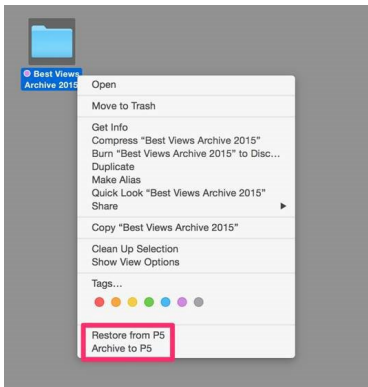 Best Views
Archive 2015
Open
Move to Trash
Get Info
Compress “Best Views Archive 2015”
Burn “Best Views Archive 2015” to Disc…
Duplicate
Make Alias
Quick Look “Best Views Archive 2015”
Share
Copy “Best Views Archive 2015”
Clean Up Selection
Show View Options
Tags…
Restore from P5
Archive to P5